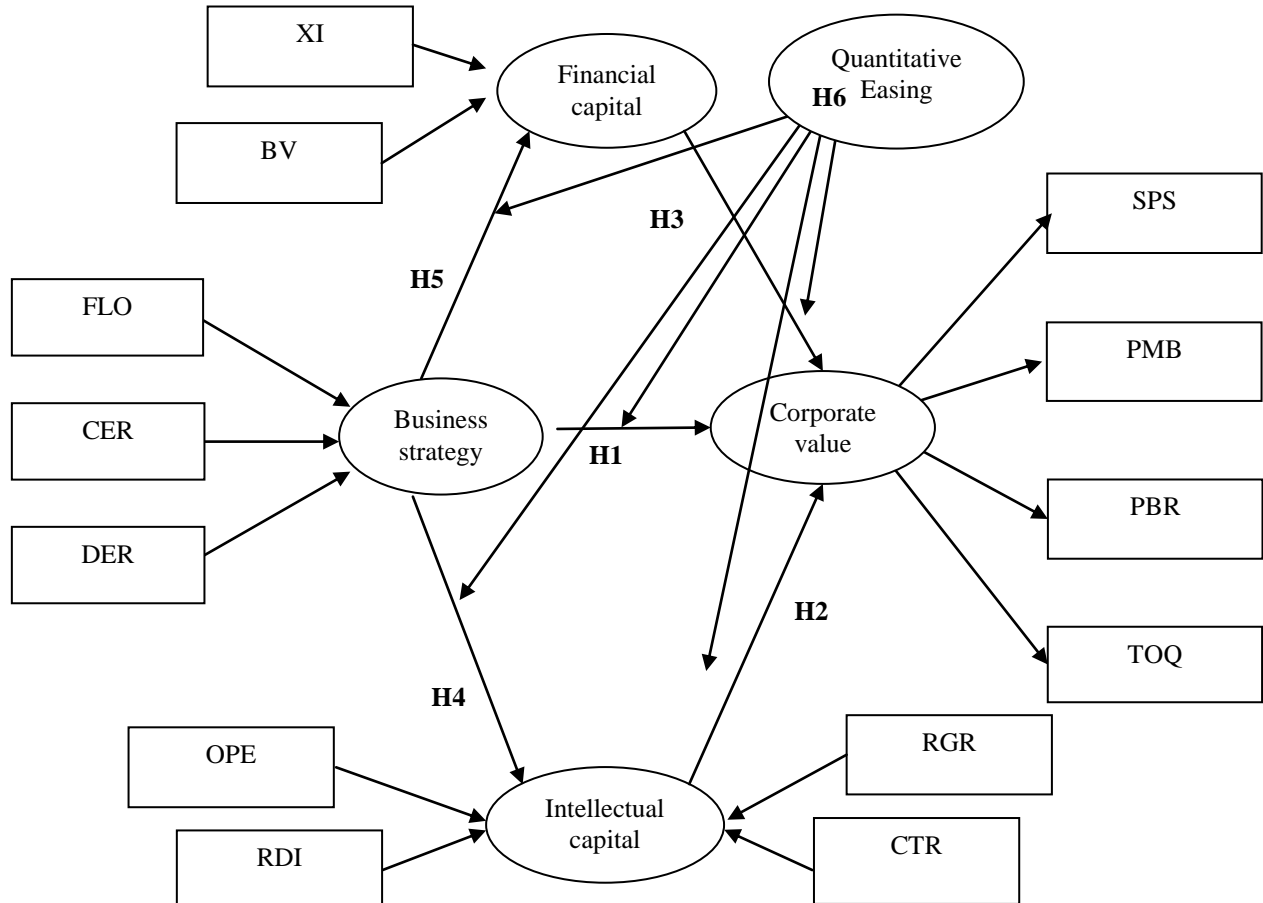 XI
Financial
capital
Quantitative
Easing
H6
BV
SPS
H3
H5
FLO
PMB
CER
Business
strategy
H1
Corporate
value
DER
PBR
H2
TOQ
H4
OPE
RGR
Intellectual
capital
RDI
CTR